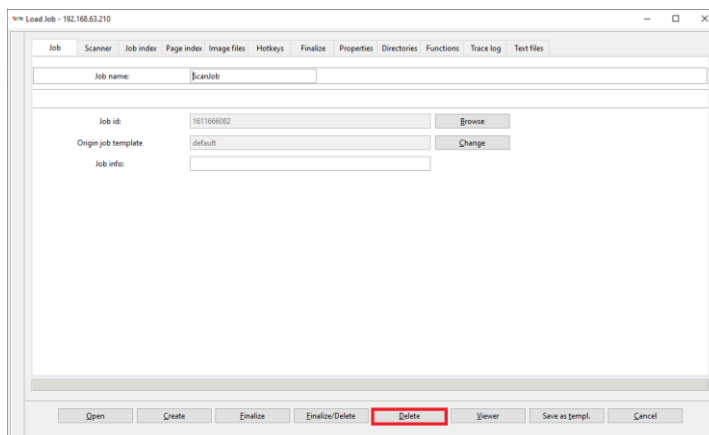 Load Job - 192.168.63.210
Job Scanner Job index Page index Image files Hotkeys Finalize Properties Directories Functions Trace log Text files
Job name: ScanJob
Job id: 1611666082 Browse
Origin job template default Change
Job info:
Open Create Finalize Finalize/Delete Delete Viewer Save as templ. Cancel